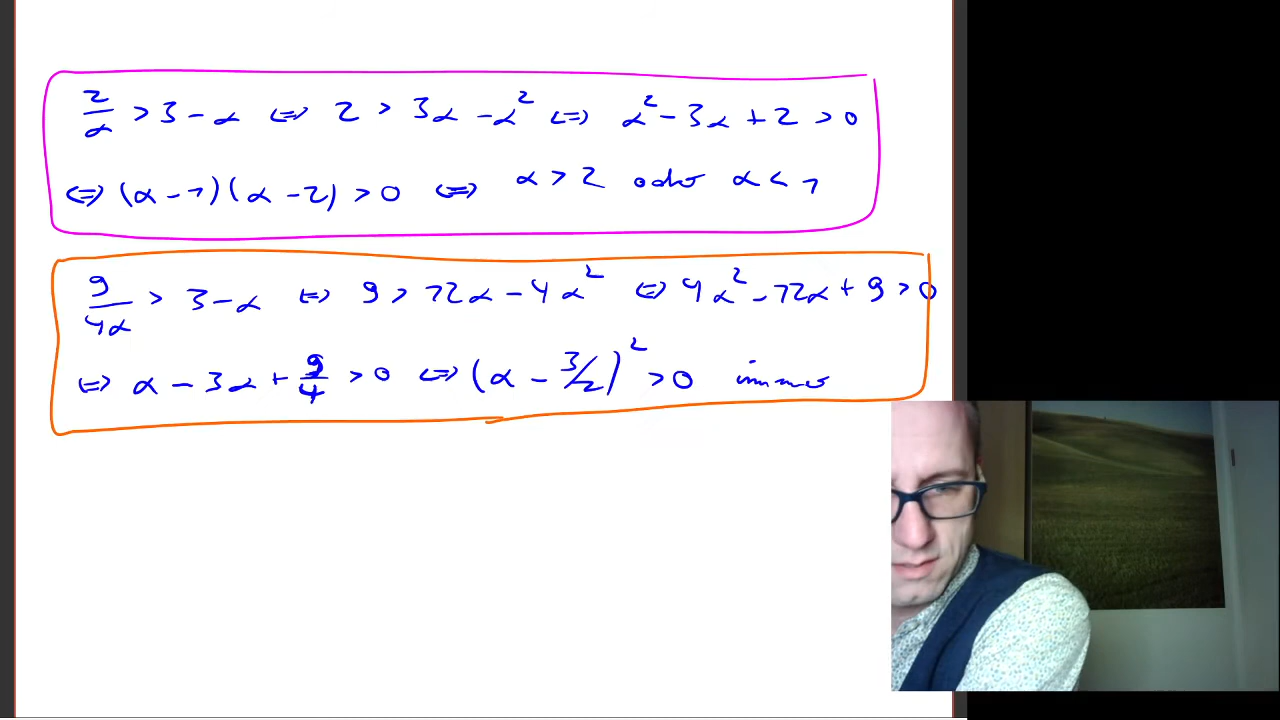 2/α > 3 - α ⇔ 2 > 3α - α² ⇔ α² - 3α + 2 > 0
⇔ (α - 1)(α - 2) > 0 ⇔ α > 2 oder α < 1
9/4α > 3 - α ⇔ 9 > 12α - 4α² ⇔ 4α² - 12α + 9 > 0
⇔ α - 3α + 9/4 > 0 ⇔ (α - 3/2)² > 0 immer